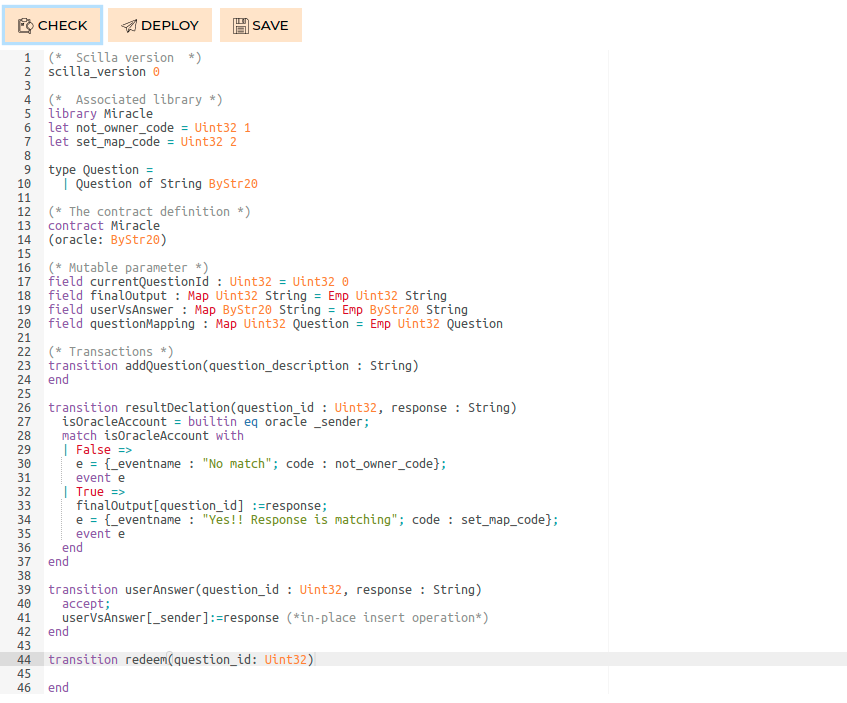 CHECK DEPLOY SAVE
1 (*  Scilla version  *)
2 scilla_version 0
3
4 (*  Associated library *)
5 library Miracle
6 let not_owner_code = Uint32 1
7 let set_map_code = Uint32 2
8
9 type Question =
10   | Question of String ByStr20
11
12 (* The contract definition *)
13 contract Miracle
14 (oracle: ByStr20)
15
16 (* Mutable parameter *)
17 field currentQuestionId : Uint32 = Uint32 0
18 field finalOutput : Map Uint32 String = Emp Uint32 String
19 field userVsAnswer : Map ByStr20 String = Emp ByStr20 String
20 field questionMapping : Map Uint32 Question = Emp Uint32 Question
21
22 (* Transactions *)
23 transition addQuestion(question_description : String)
24 end
25
26 transition resultDeclation(question_id : Uint32, response : String)
27   isOracleAccount = builtin eq oracle _sender;
28   match isOracleAccount with
29   | False =>
30     e = {_eventname : "No match"; code : not_owner_code};
31     event e
32   | True =>
33     finalOutput[question_id] :=response;
34     e = {_eventname : "Yes!! Response is matching"; code : set_map_code};
35     event e
36   end
37 end
38
39 transition userAnswer(question_id : Uint32, response : String)
40   accept;
41   userVsAnswer[_sender]:=response (*in-place insert operation*)
42 end
43
44 transition redeem(question_id: Uint32)
45
46 end